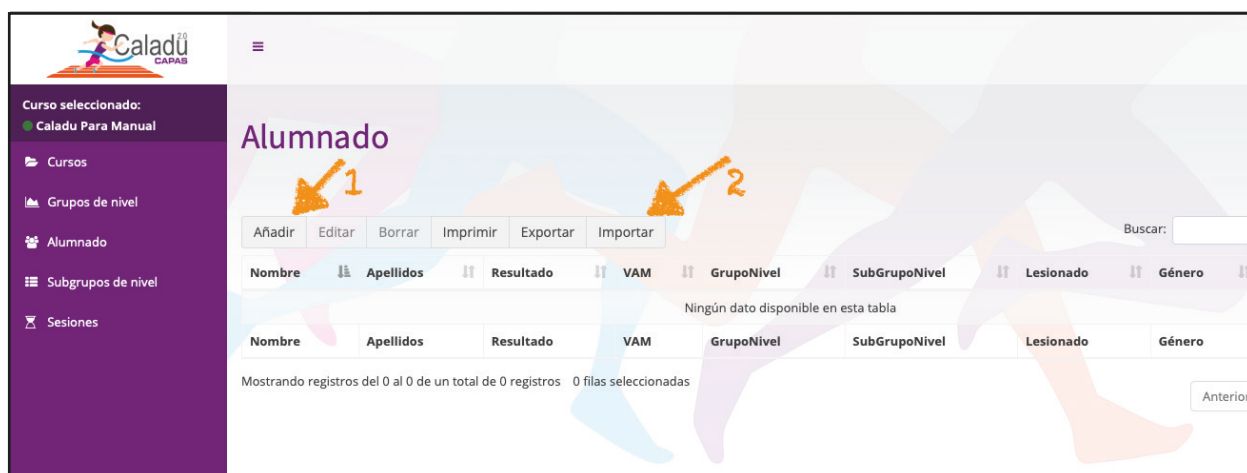 Caladū 2.0
CAPAS
Curso seleccionado:
Caladu Para Manual
Cursos
Grupos de nivel
Alumnado
Subgrupos de nivel
Sesiones
Alumnado
1 2
Añadir Editar Borrar Imprimir Exportar Importar Buscar:
Nombre Apellidos Resultado VAM GrupoNivel SubGrupoNivel Lesionado Género
Ningún dato disponible en esta tabla
Nombre Apellidos Resultado VAM GrupoNivel SubGrupoNivel Lesionado Género
Mostrando registros del 0 al 0 de un total de 0 registros 0 filas seleccionadas
Anterior